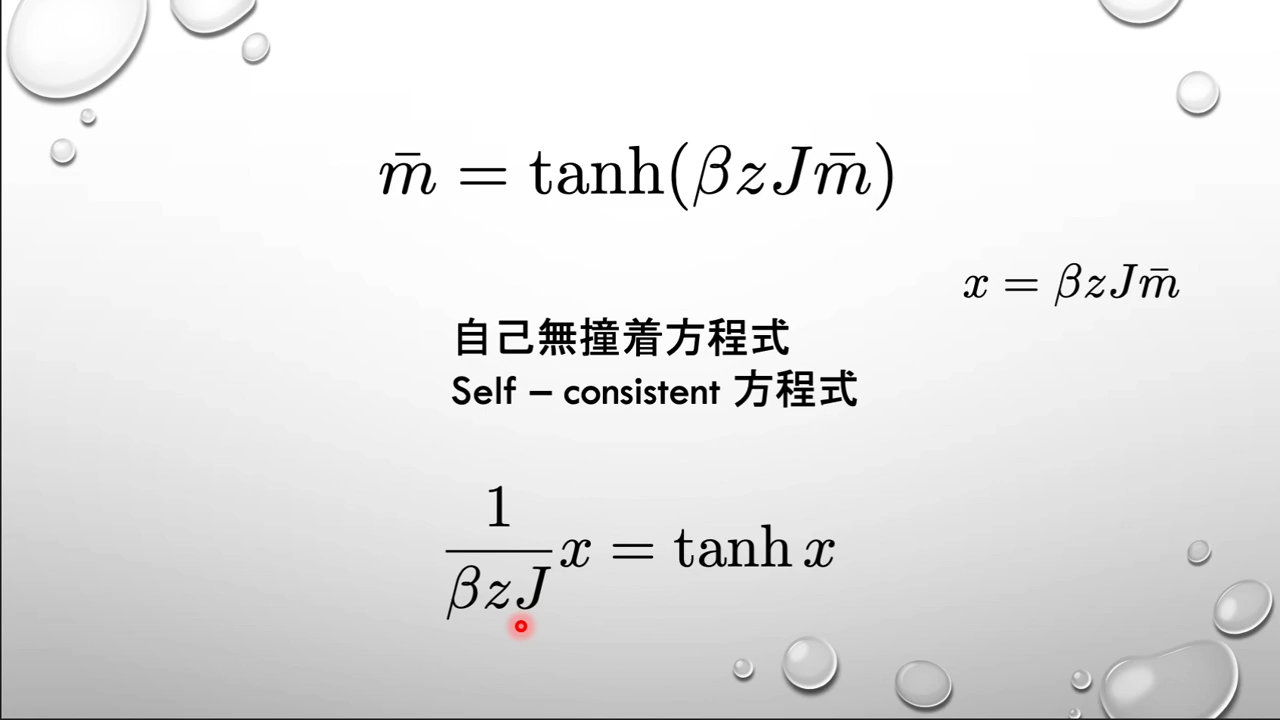 m̄ = tanh(βzJm̄)
x = βzJm̄
自己無撞着方程式
Self – consistent 方程式
\frac{1}{βzJ}x = tanh x